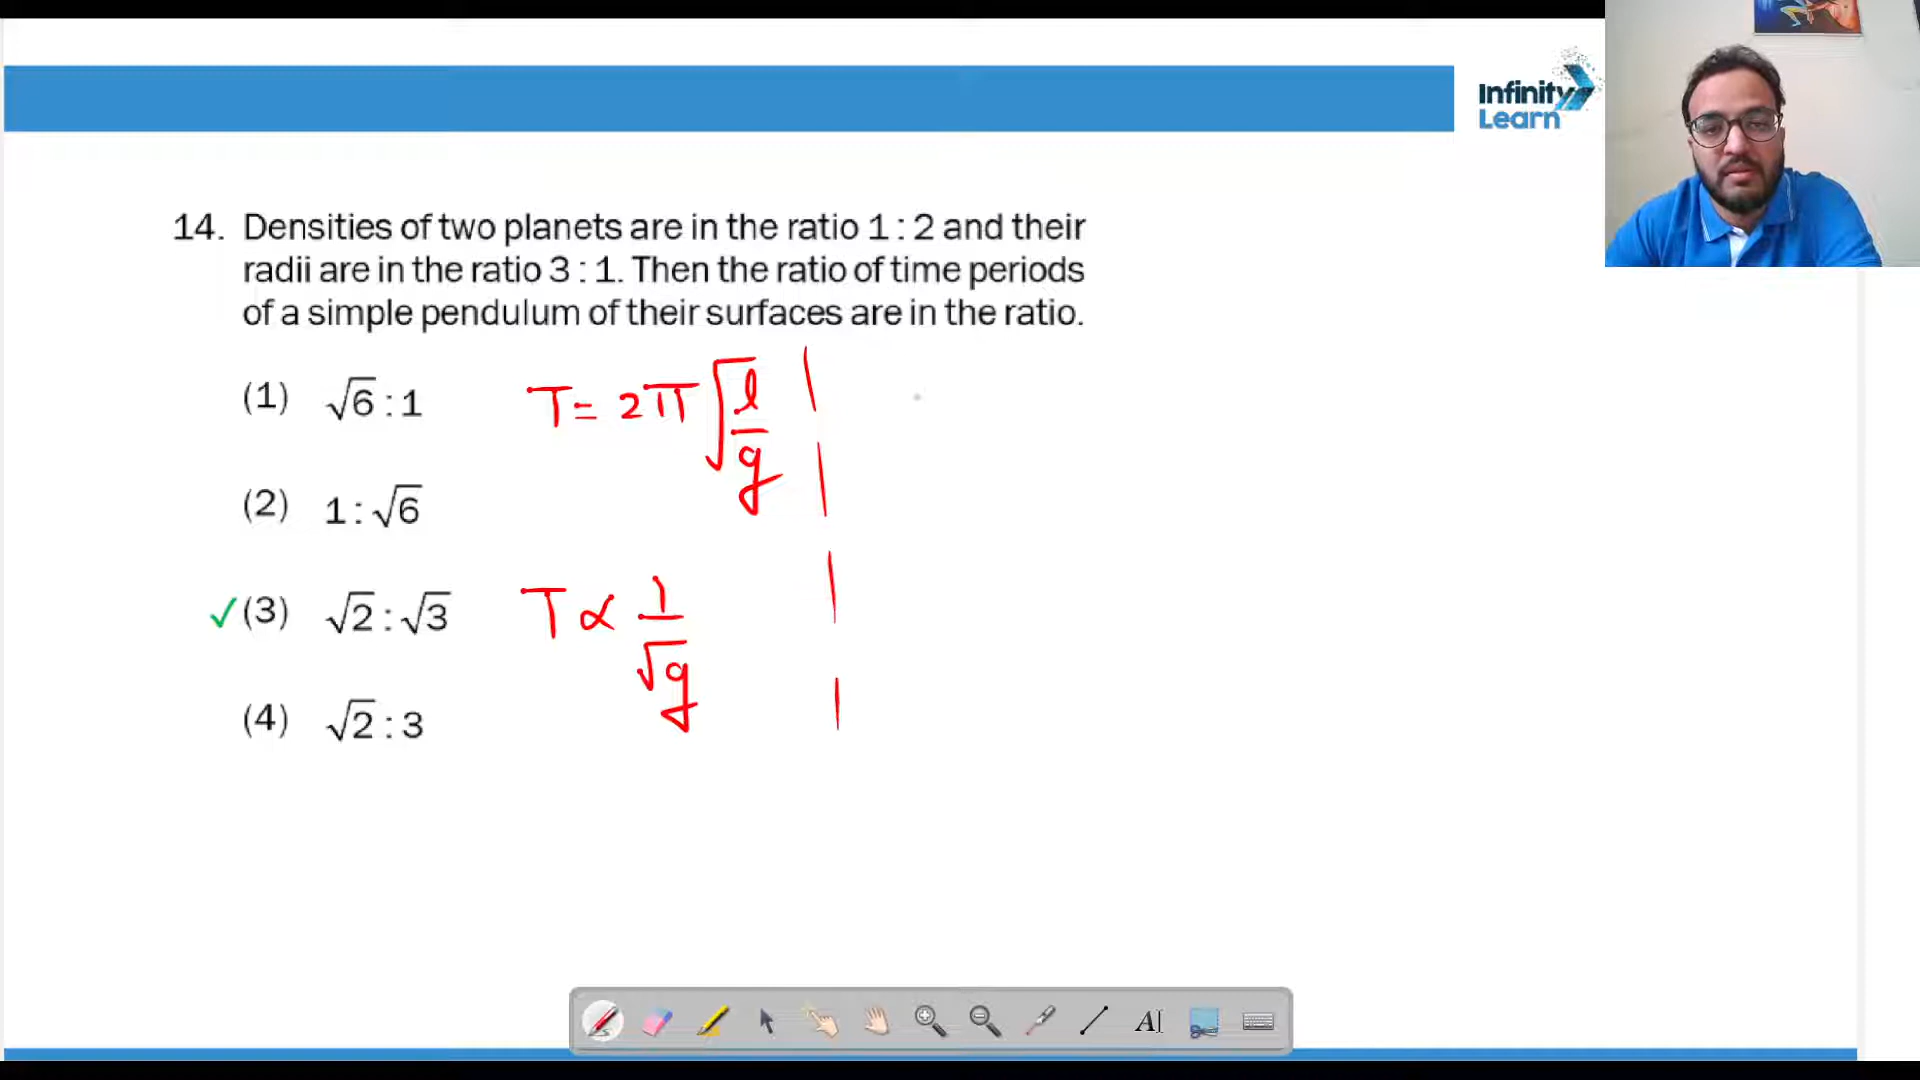 Infinity
Learn
14. Densities of two planets are in the ratio 1 : 2 and their
radii are in the ratio 3 : 1. Then the ratio of time periods
of a simple pendulum of their surfaces are in the ratio.
(1) √6 : 1
T = 2π √(l/g)
(2) 1 : √6
✓(3) √2 : √3
T ∝ 1/√g
(4) √2 : 3
AI